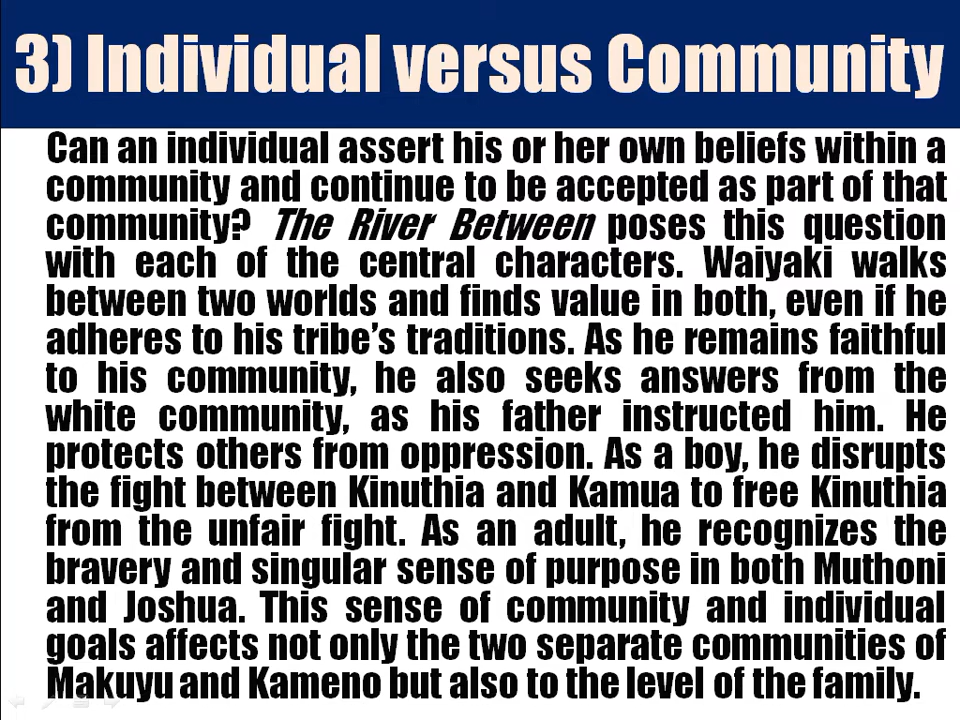 3) Individual versus Community
Can an individual assert his or her own beliefs within a
community and continue to be accepted as part of that
community? The River Between poses this question
with each of the central characters. Waiyaki walks
between two worlds and finds value in both, even if he
adheres to his tribe’s traditions. As he remains faithful
to his community, he also seeks answers from the
white community, as his father instructed him. He
protects others from oppression. As a boy, he disrupts
the fight between Kinuthia and Kamua to free Kinuthia
from the unfair fight. As an adult, he recognizes the
bravery and singular sense of purpose in both Muthoni
and Joshua. This sense of community and individual
goals affects not only the two separate communities of
Makuyu and Kameno but also to the level of the family.